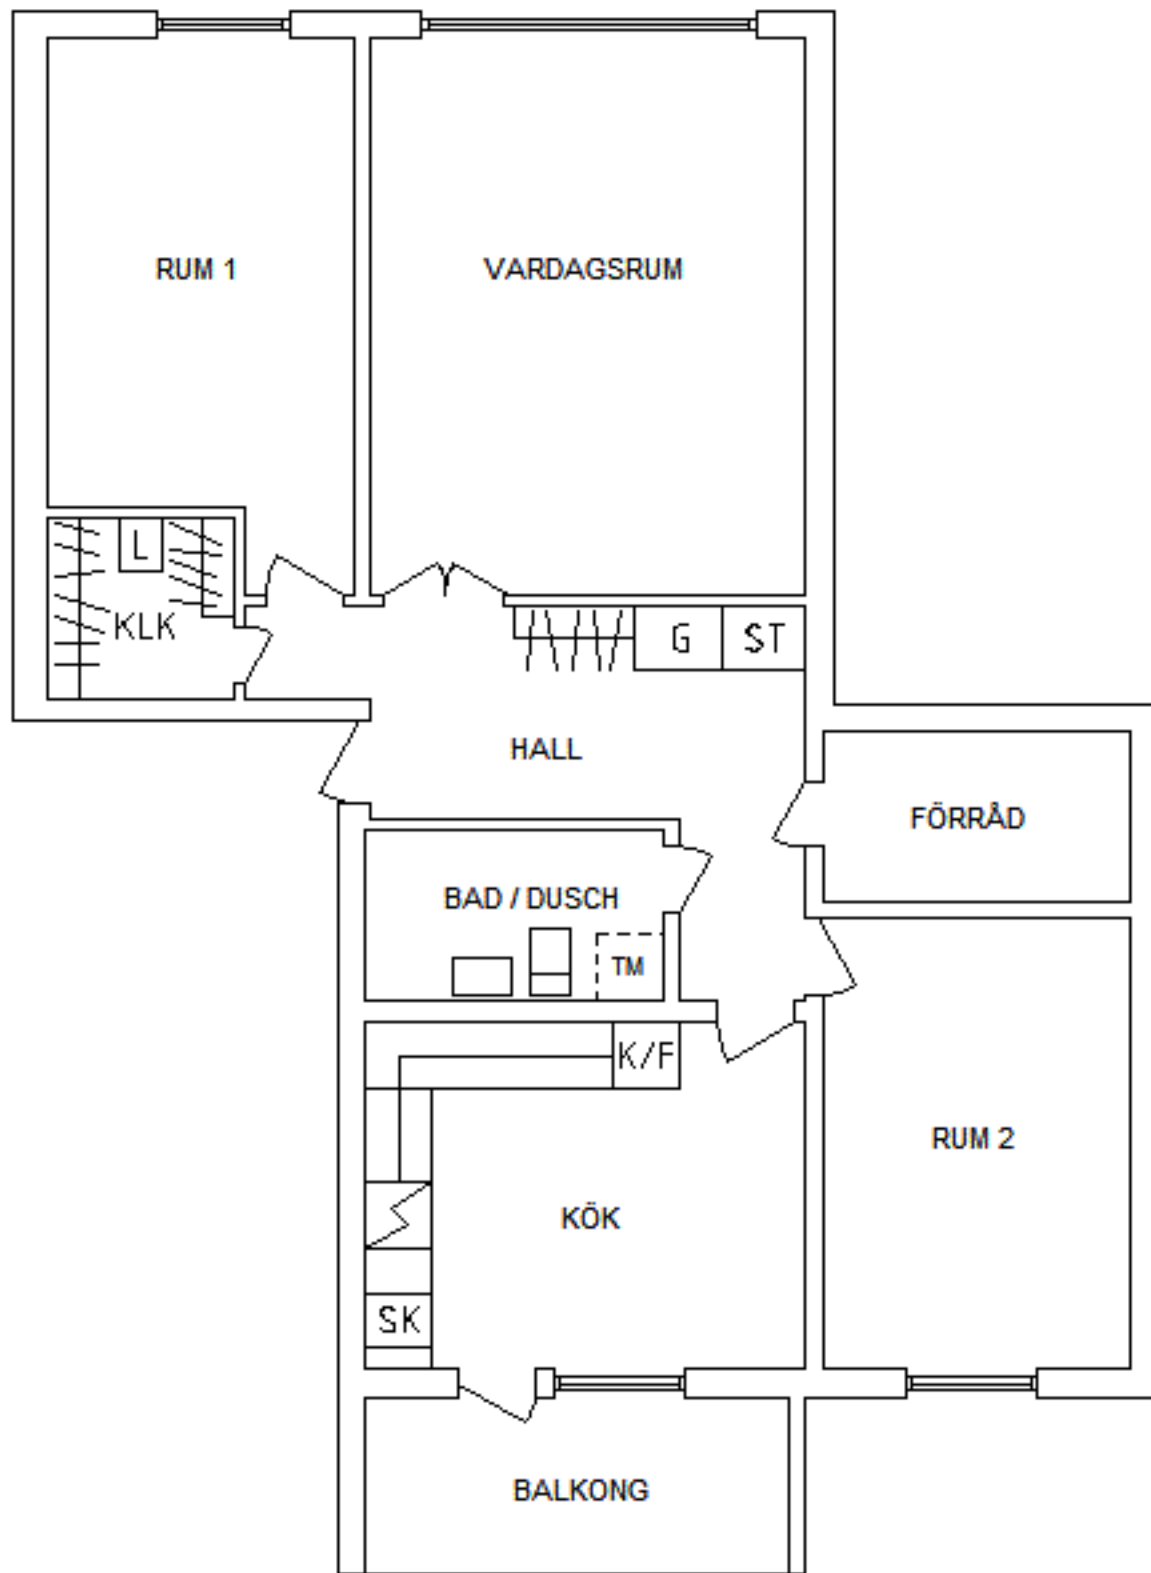 RUM 1
VARDAGSRUM
L
KLK
G
ST
HALL
FÖRRÅD
BAD / DUSCH
TM
K/F
RUM 2
KÖK
SK
BALKONG